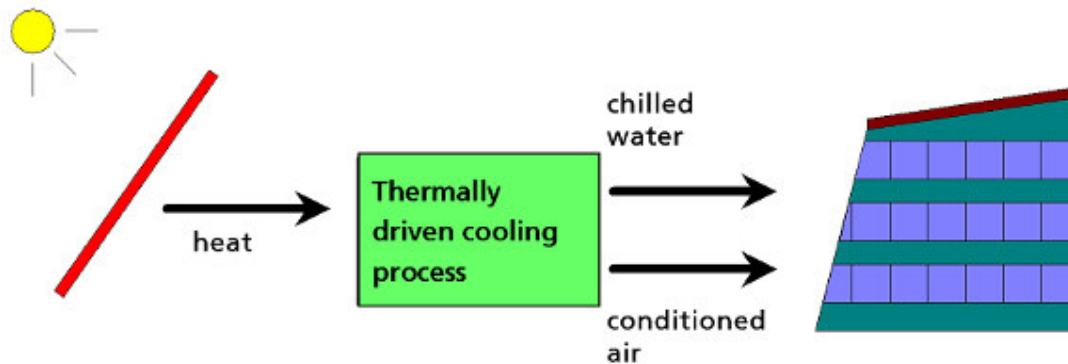 heat
Thermally
driven cooling
process
chilled
water
conditioned
air